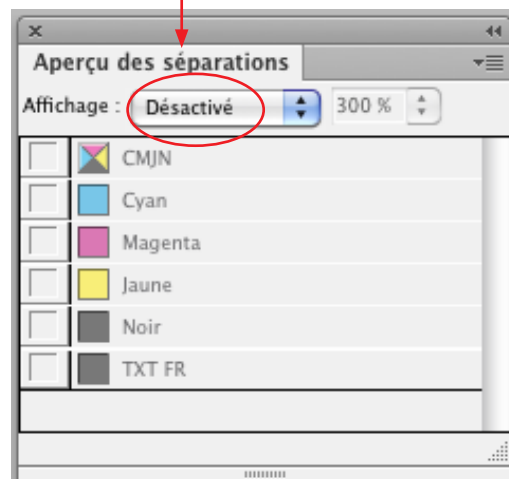 Aperçu des séparations
Affichage : Désactivé 300 %
CMJN
Cyan
Magenta
Jaune
Noir
TXT FR